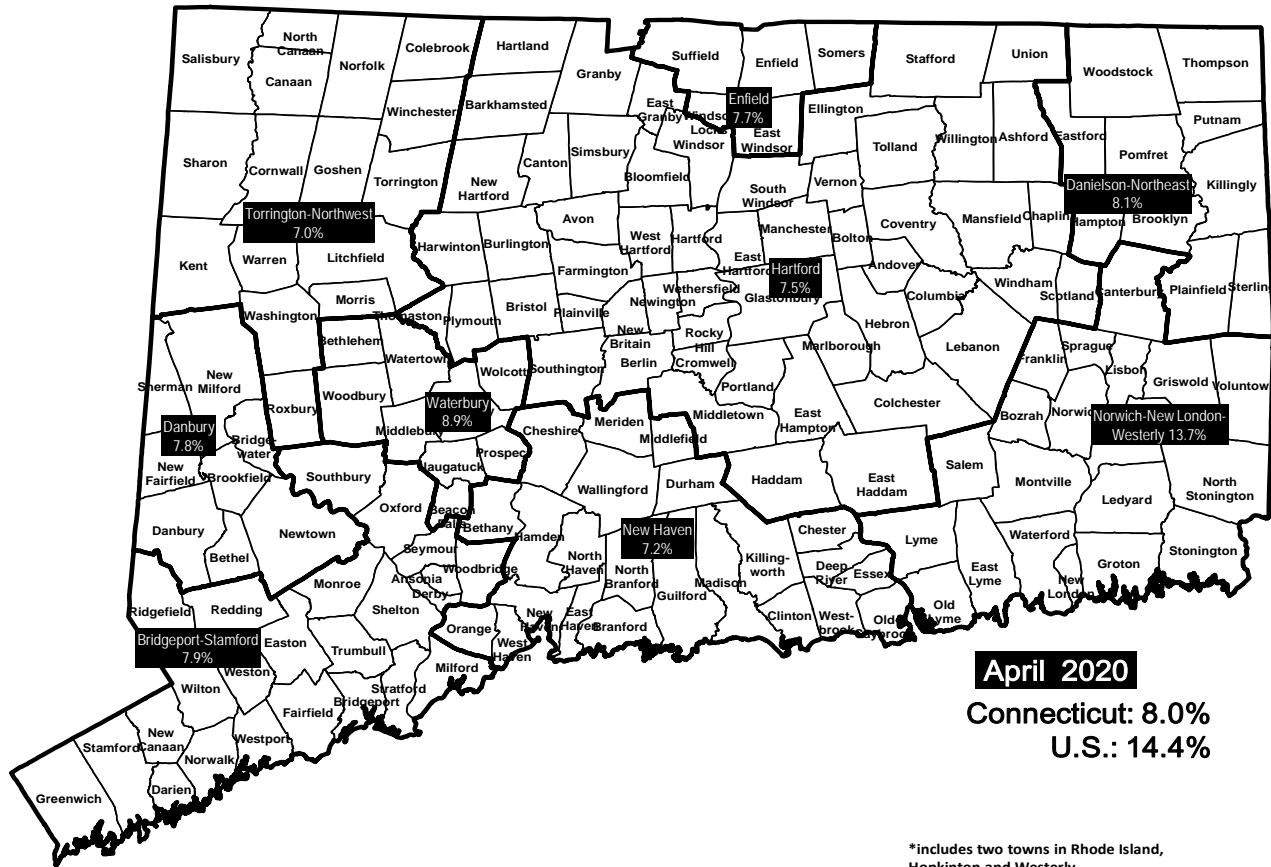 North
Canaan
Colebrook
Hartland
Suffield
Enfield
Somers
Stafford
Union
Salisbury
Norfolk
Granby
Woodstock
Thompson
Canaan
Winchester
Barkhamsted
East
Granby
Windsor
Locks
Enfield
7.7%
East
Windsor
Ellington
Putnam
Sharon
Cornwall
Goshen
Torrington
New
Hartford
Canton
Simsbury
Bloomfield
Windsor
Tolland
Willington
Ashford
Eastford
Pomfret
Killingly
South
Windsor
Vernon
Danielson-Northeast
8.1%
Torrington-Northwest
7.0%
Avon
West
Hartford
Hartford
Manchester
Bolton
Coventry
Mansfield
Chaplin
Hampton
Brooklyn
Kent
Warren
Litchfield
Harwinton
Burlington
Farmington
East
Hartford
Hartford
7.5%
Andover
Wethersfield
Glastonbury
Columbia
Windham
Scotland
Canterbury
Plainfield
Sterling
Morris
Washington
Thomaston
Plymouth
Bristol
Plainville
Newington
New
Britain
Rocky
Hill
Hebron
Bethlehem
Watertown
Wolcott
Southington
Berlin
Cromwell
Marlborough
Lebanon
Franklin
Sprague
Lisbon
Griswold
Voluntown
Sherman
New
Milford
Roxbury
Woodbury
Portland
Colchester
Danbury
7.8%
Bridge-
water
Waterbury
8.9%
Middlebury
Cheshire
Meriden
Middletown
Middlefield
East
Hampton
Bozrah
Norwich
Norwich-New London-
Westerly 13.7%
New
Fairfield
Brookfield
Southbury
Naugatuck
Prospect
Wallingford
Durham
Haddam
East
Haddam
Salem
Montville
Ledyard
North
Stonington
Danbury
Bethel
Newtown
Oxford
Beacon
Falls
Bethany
Hamden
New Haven
7.2%
Chester
Lyme
Waterford
Seymour
Woodbridge
North
Haven
North
Branford
Killing-
worth
Deep
River
Essex
East
Lyme
Groton
Stonington
Monroe
Ansonia
Derby
Guilford
Madison
New
London
Ridgefield
Redding
Shelton
Orange
New
Haven
East
Haven
Branford
Clinton
West-
brook
Old
Saybrook
Old
Lyme
Bridgeport-Stamford
7.9%
Easton
Trumbull
West
Haven
Milford
Weston
Wilton
Stratford
Bridgeport
Fairfield
April 2020
Connecticut: 8.0%
U.S.: 14.4%
Stamford
New
Canaan
Westport
Norwalk
Greenwich
Darien
*includes two towns in Rhode Island,
Hopkinton and Westerly